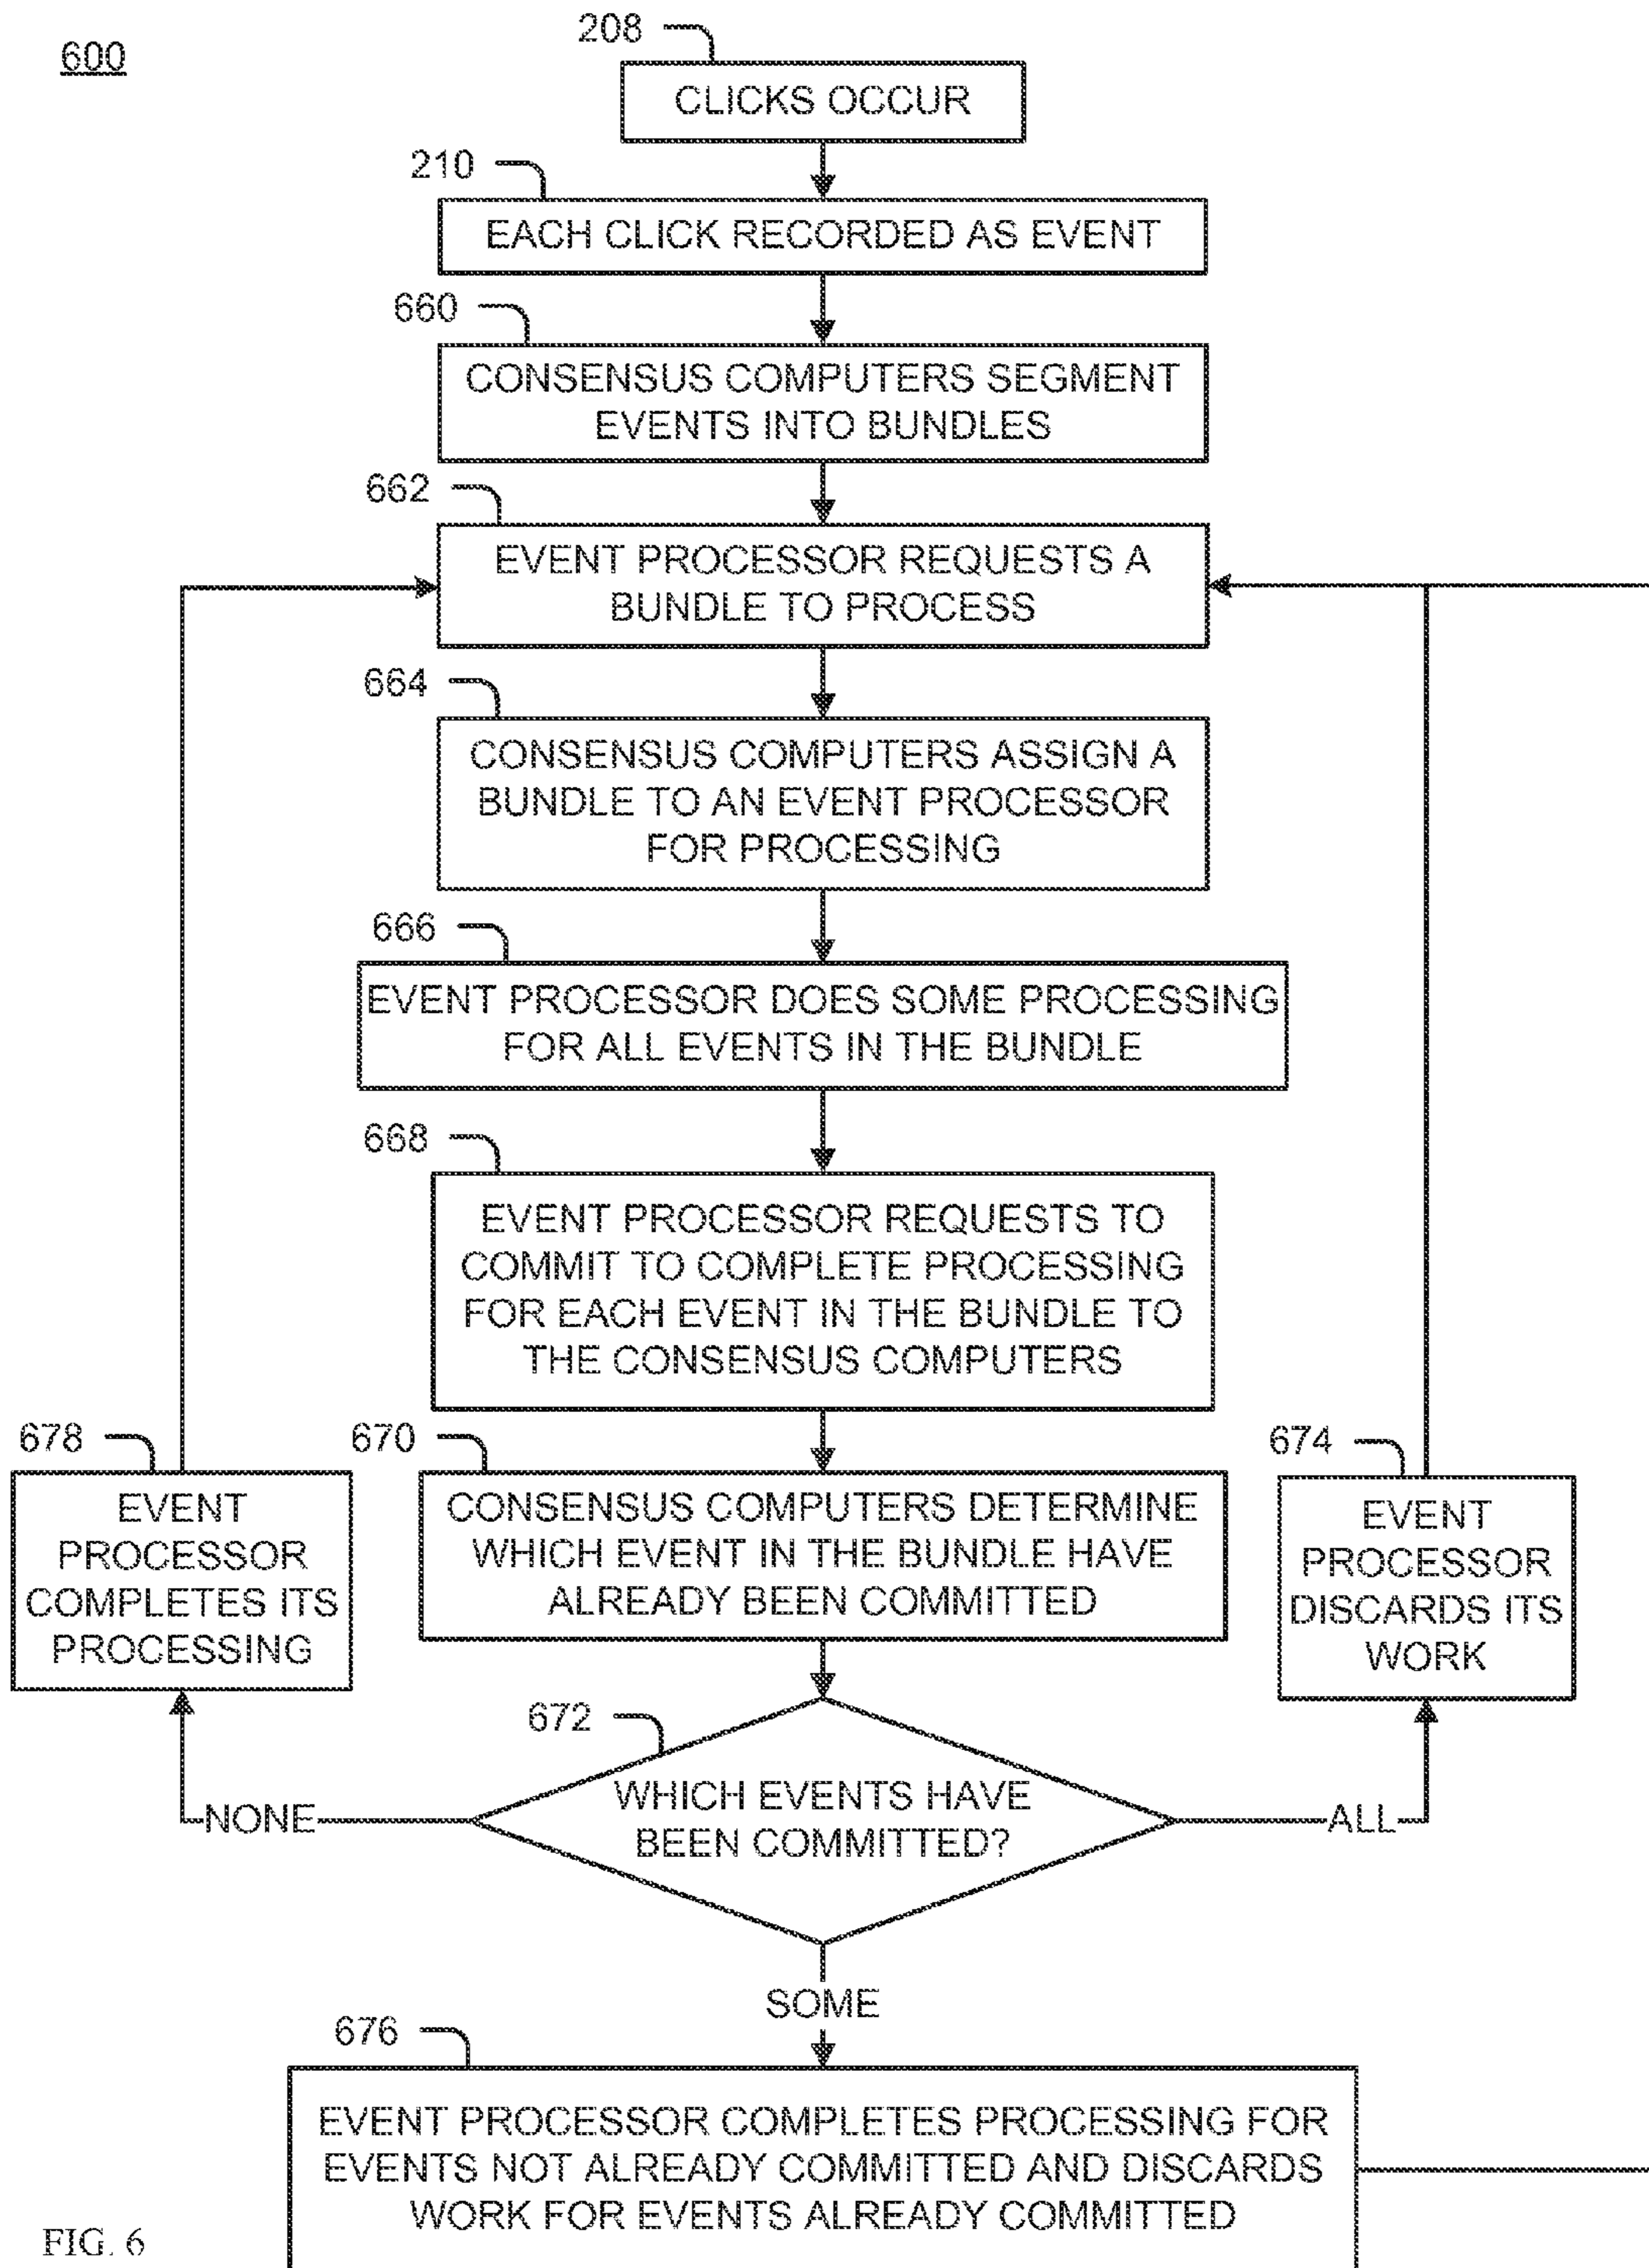 600
208
CLICKS OCCUR
210
EACH CLICK RECORDED AS EVENT
660
CONSENSUS COMPUTERS SEGMENT
EVENTS INTO BUNDLES
662
EVENT PROCESSOR REQUESTS A
BUNDLE TO PROCESS
664
CONSENSUS COMPUTERS ASSIGN A
BUNDLE TO AN EVENT PROCESSOR
FOR PROCESSING
666
EVENT PROCESSOR DOES SOME PROCESSING
FOR ALL EVENTS IN THE BUNDLE
668
EVENT PROCESSOR REQUESTS TO
COMMIT TO COMPLETE PROCESSING
FOR EACH EVENT IN THE BUNDLE TO
THE CONSENSUS COMPUTERS
678
EVENT
PROCESSOR
COMPLETES ITS
PROCESSING
670
CONSENSUS COMPUTERS DETERMINE
WHICH EVENT IN THE BUNDLE HAVE
ALREADY BEEN COMMITTED
674
EVENT
PROCESSOR
DISCARDS ITS
WORK
672
WHICH EVENTS HAVE
BEEN COMMITTED?
NONE
ALL
SOME
676
EVENT PROCESSOR COMPLETES PROCESSING FOR
EVENTS NOT ALREADY COMMITTED AND DISCARDS
WORK FOR EVENTS ALREADY COMMITTED
FIG. 6